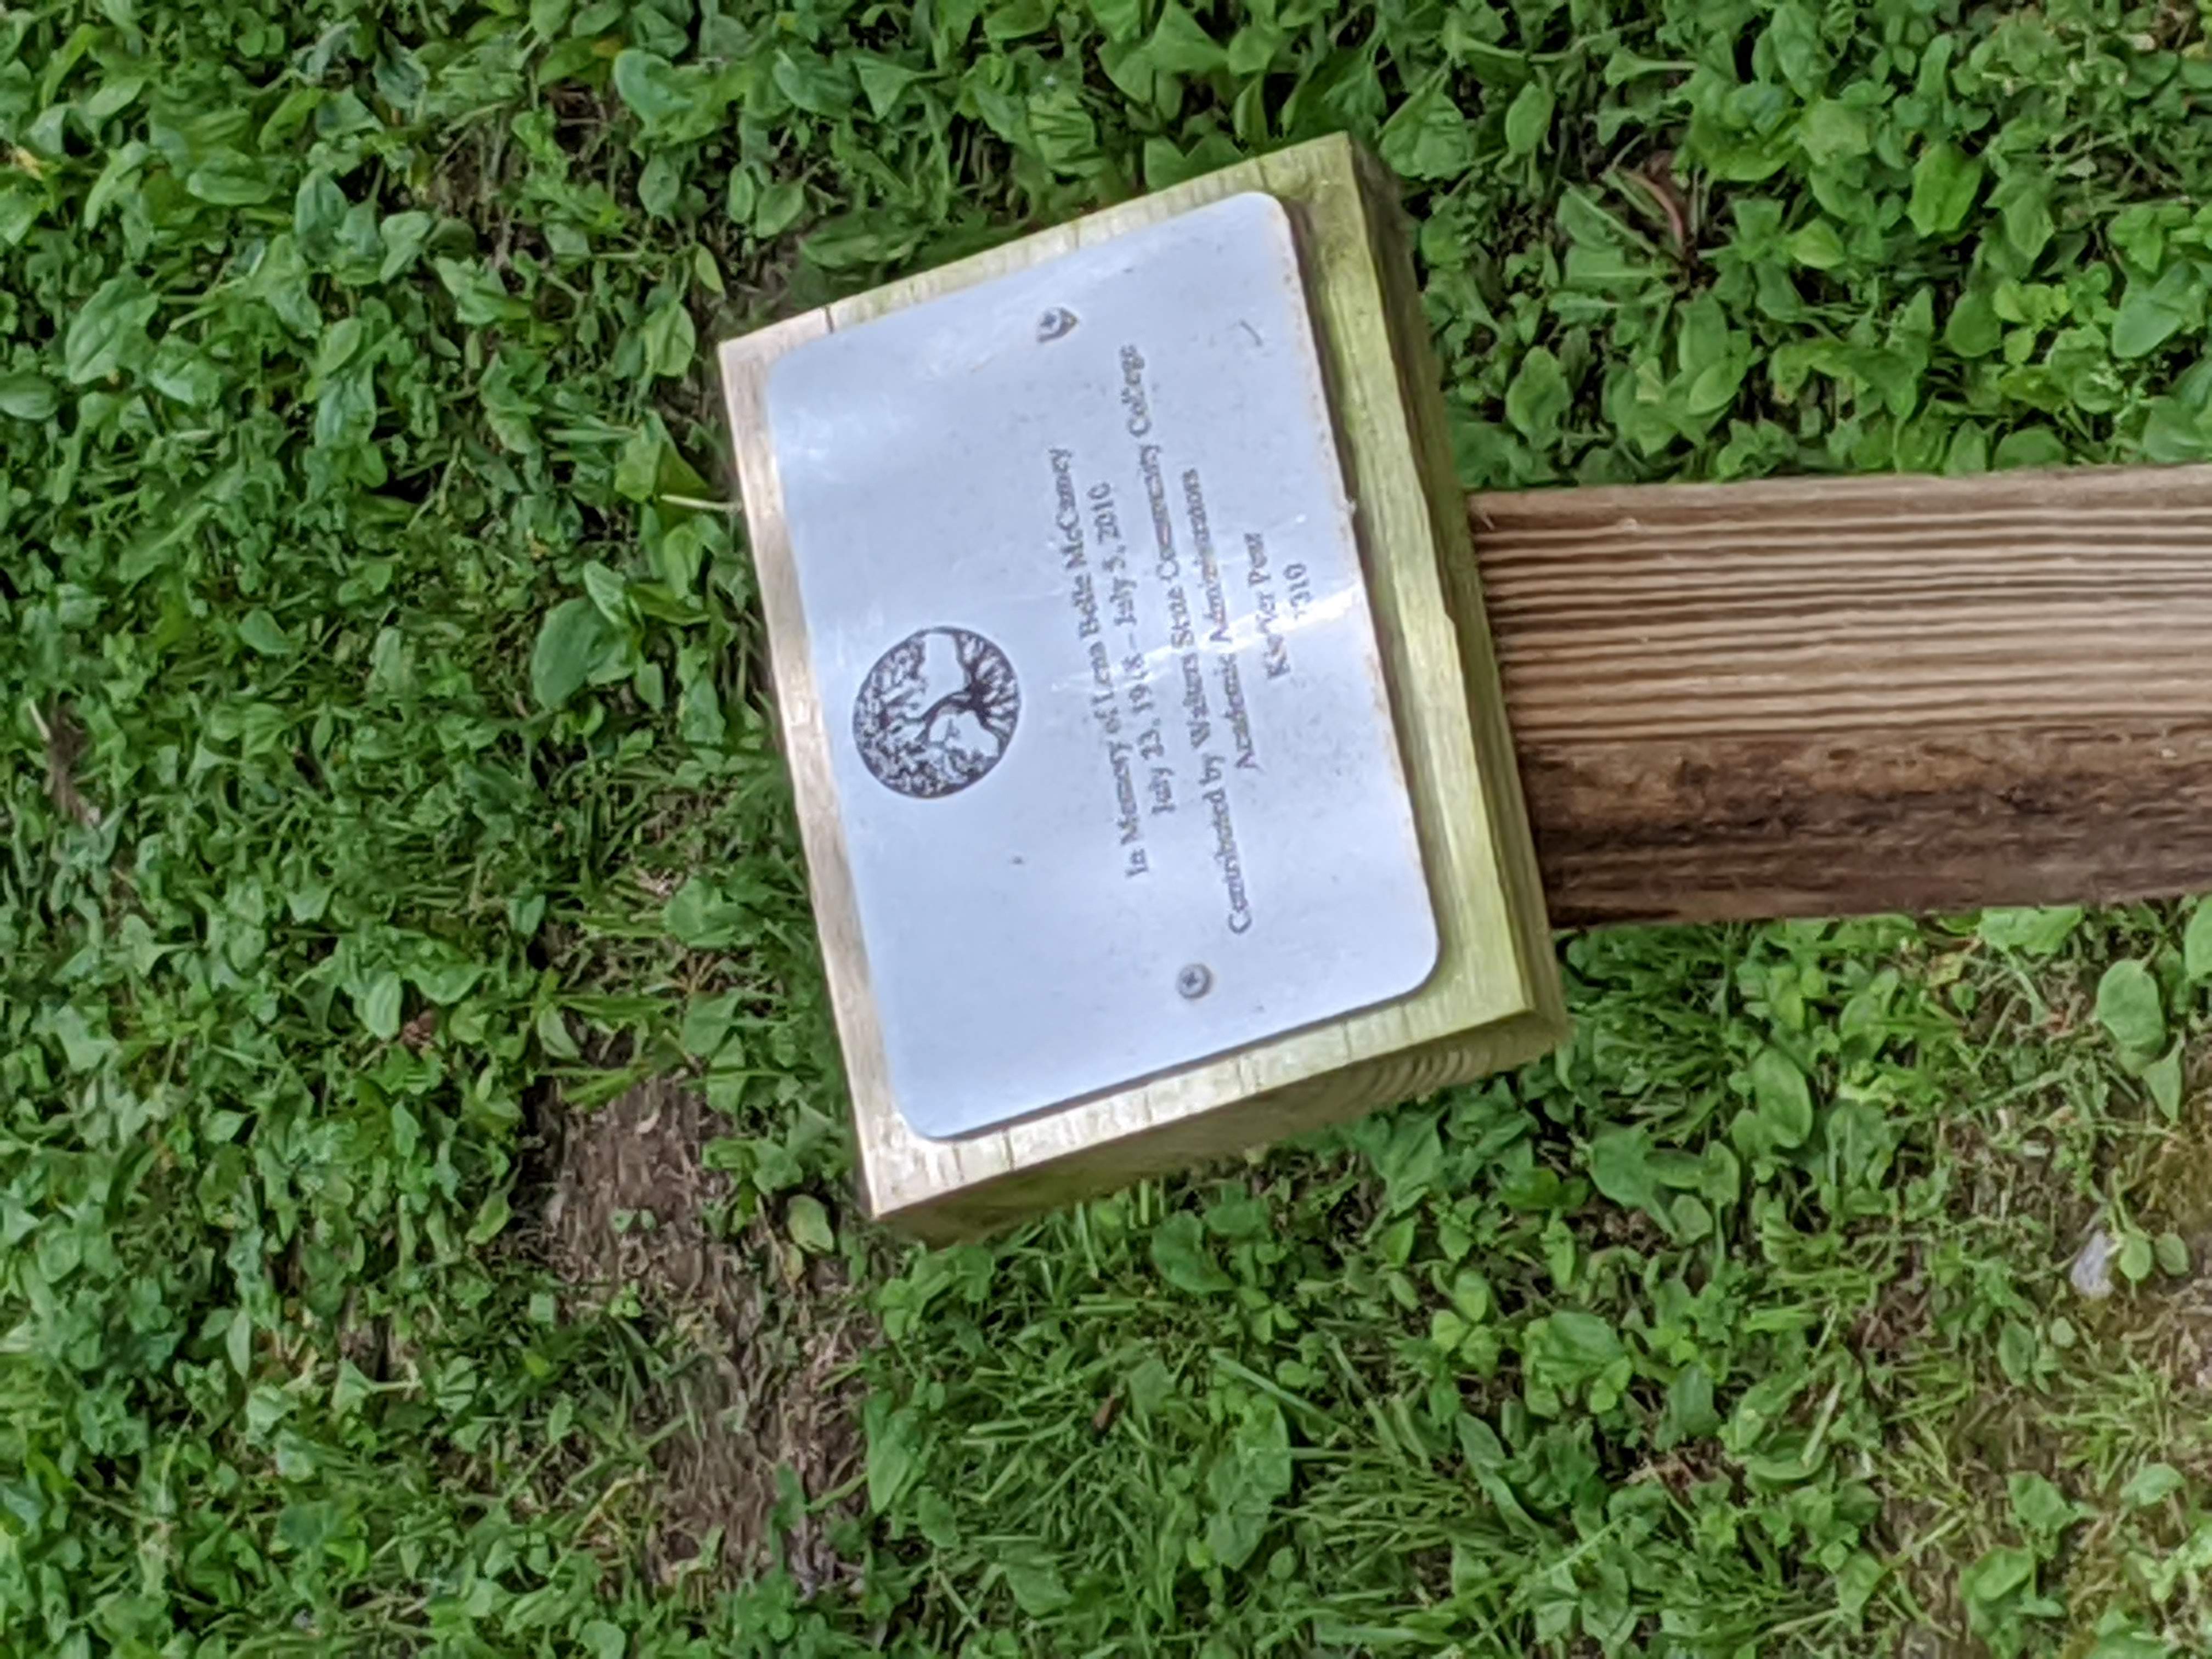 In Memory of Lena Belle McCamey
July 23, 1918 – July 5, 2010
Contributed by Walters State Community College
Academic Administrators
Kieffer Pear
2010